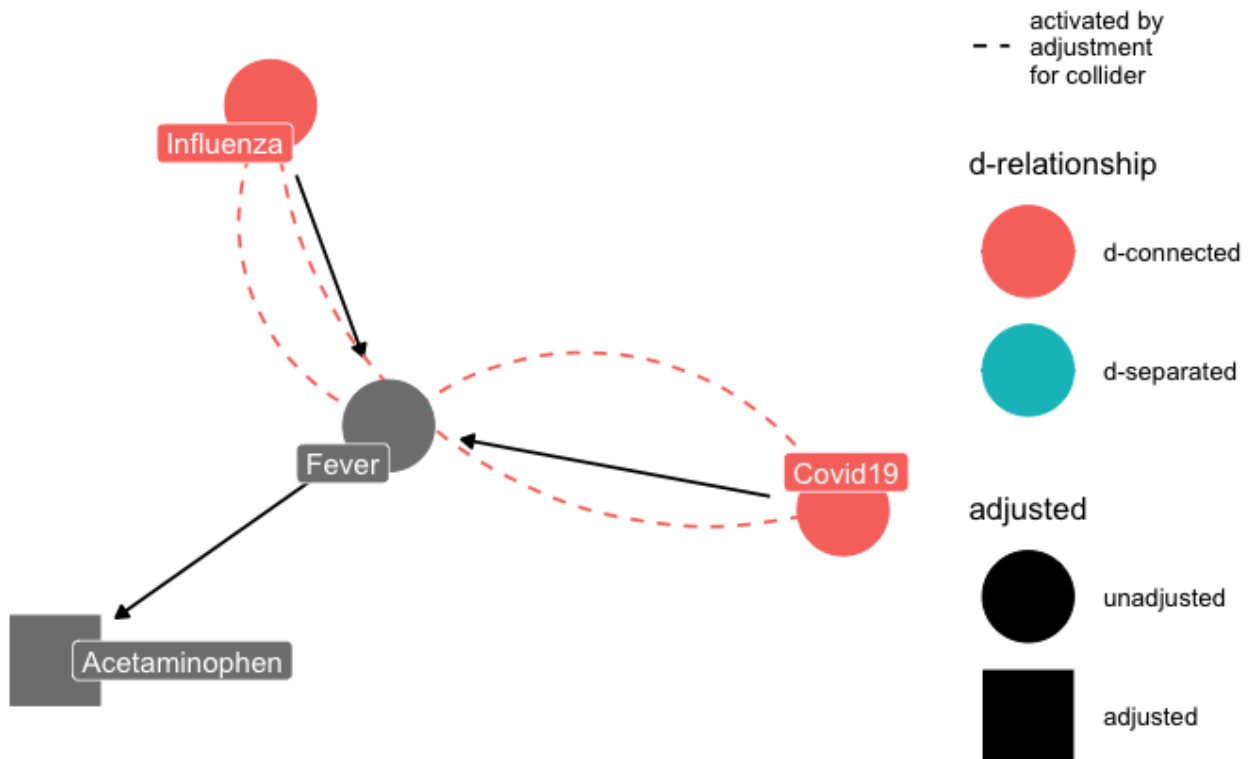 activated by
adjustment
for collider
Influenza
d-relationship
d-connected
d-separated
Fever
Covid19
adjusted
unadjusted
Acetaminophen
adjusted